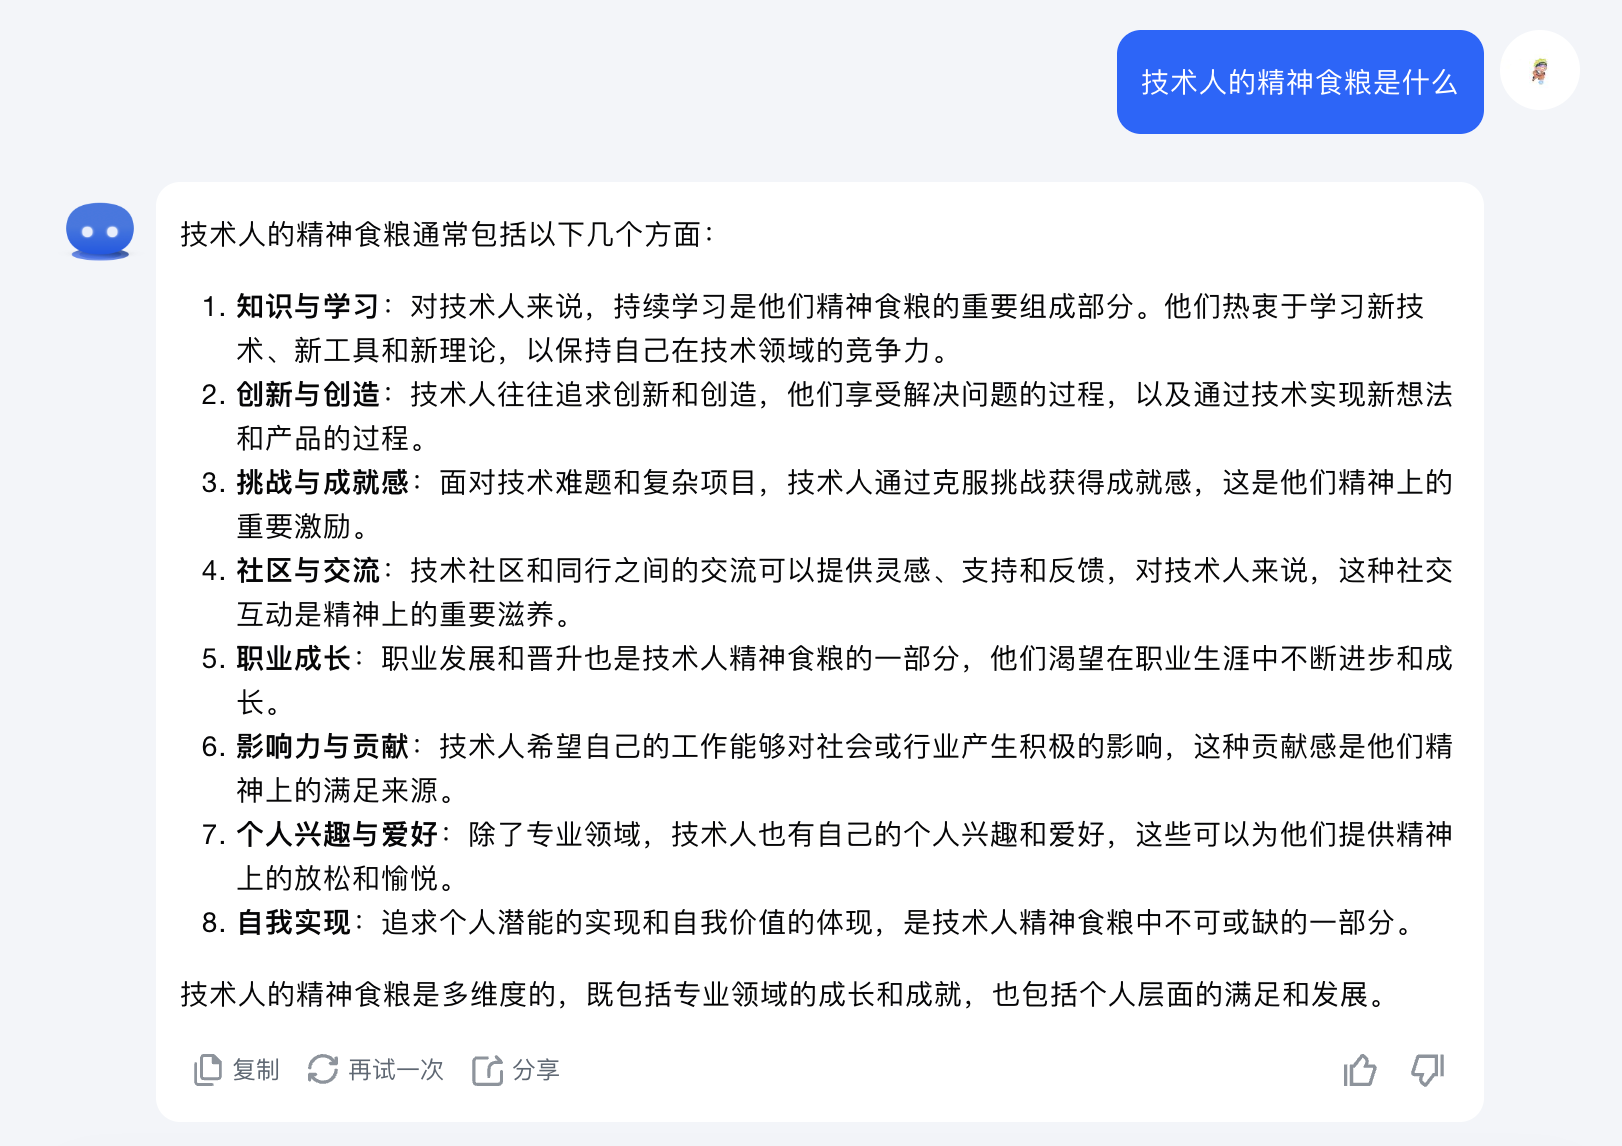 技术人的精神食粮是什么
技术人的精神食粮通常包括以下几个方面：
1. 知识与学习：对技术人来说，持续学习是他们精神食粮的重要组成部分。他们热衷于学习新技
术、新工具和新理论，以保持自己在技术领域的竞争力。
2. 创新与创造：技术人往往追求创新和创造，他们享受解决问题的过程，以及通过技术实现新想法
和产品的过程。
3. 挑战与成就感：面对技术难题和复杂项目，技术人通过克服挑战获得成就感，这是他们精神上的
重要激励。
4. 社区与交流：技术社区和同行之间的交流可以提供灵感、支持和反馈，对技术人来说，这种社交
互动是精神上的重要滋养。
5. 职业成长：职业发展和晋升也是技术人精神食粮的一部分，他们渴望在职业生涯中不断进步和成
长。
6. 影响力与贡献：技术人希望自己的工作能够对社会或行业产生积极的影响，这种贡献感是他们精
神上的满足来源。
7. 个人兴趣与爱好：除了专业领域，技术人也有自己的个人兴趣和爱好，这些可以为他们提供精神
上的放松和愉悦。
8. 自我实现：追求个人潜能的实现和自我价值的体现，是技术人精神食粮中不可或缺的一部分。
技术人的精神食粮是多维度的，既包括专业领域的成长和成就，也包括个人层面的满足和发展。
复制 再试一次 分享